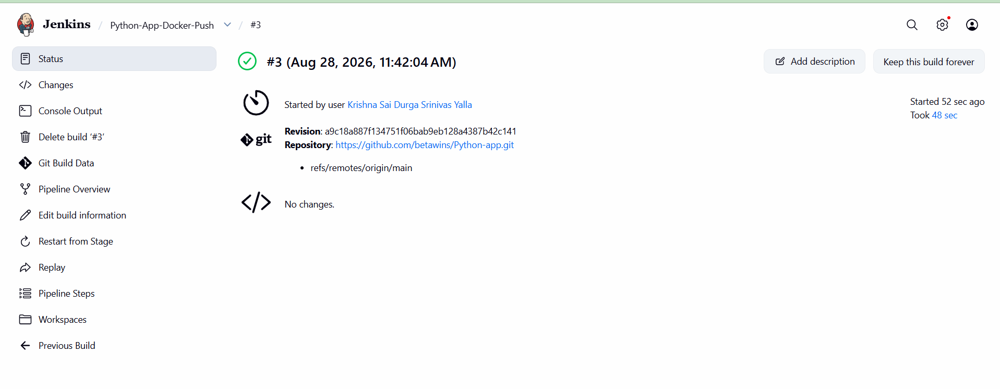 Jenkins / Python-App-Docker-Push / #3
Status
Changes
Console Output
Delete build ‘#3’
Git Build Data
Pipeline Overview
Edit build information
Restart from Stage
Replay
Pipeline Steps
Workspaces
Previous Build
#3 (Aug 28, 2026, 11:42:04 AM)
Add description
Keep this build forever
Started by user Krishna Sai Durga Srinivas Yalla
Started 52 sec ago
Took 48 sec
git
Revision: a9c18a887f134751f06bab9eb128a4387b42c141
Repository: https://github.com/betawins/Python-app.git
• refs/remotes/origin/main
No changes.